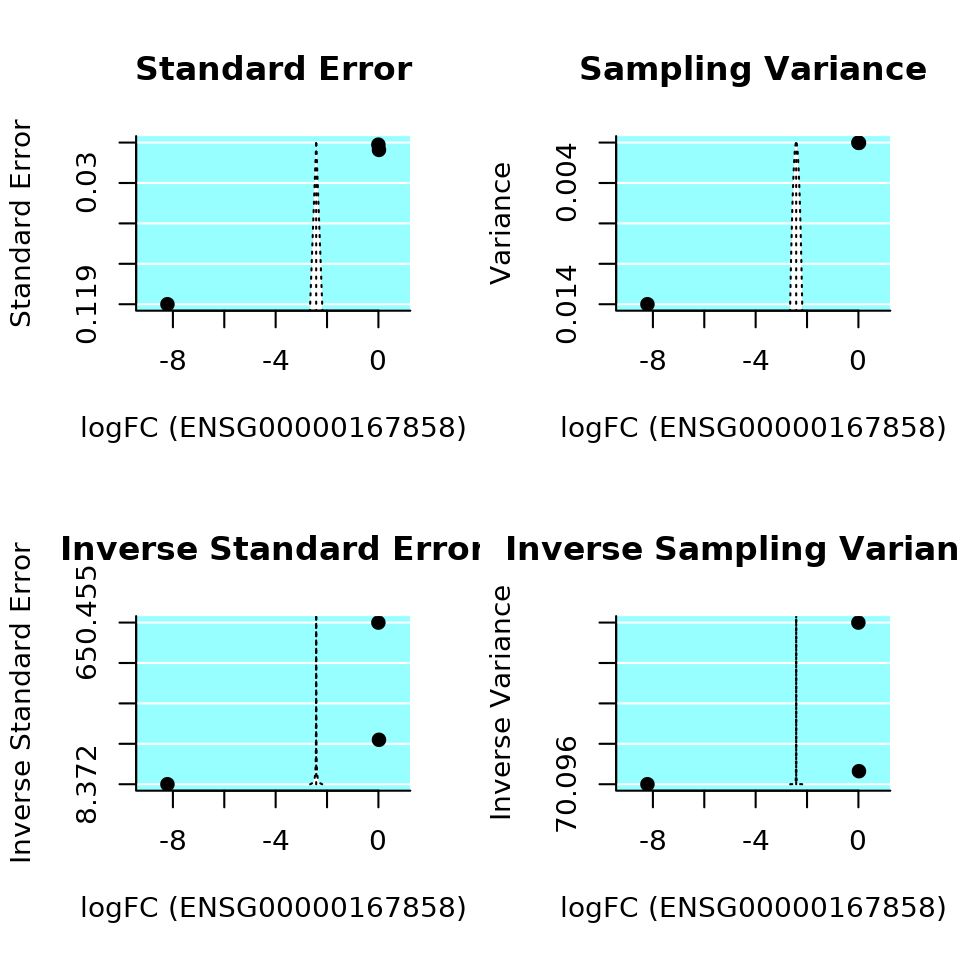 Standard Error
Standard Error
0.03
0.119
-8 -4 0
logFC (ENSG00000167858)
Sampling Variance
Variance
0.004
0.014
-8 -4 0
logFC (ENSG00000167858)
Inverse Standard Error
Inverse Standard Error
650.455
8.372
-8 -4 0
logFC (ENSG00000167858)
Inverse Sampling Varian
Inverse Variance
70.096
-8 -4 0
logFC (ENSG00000167858)